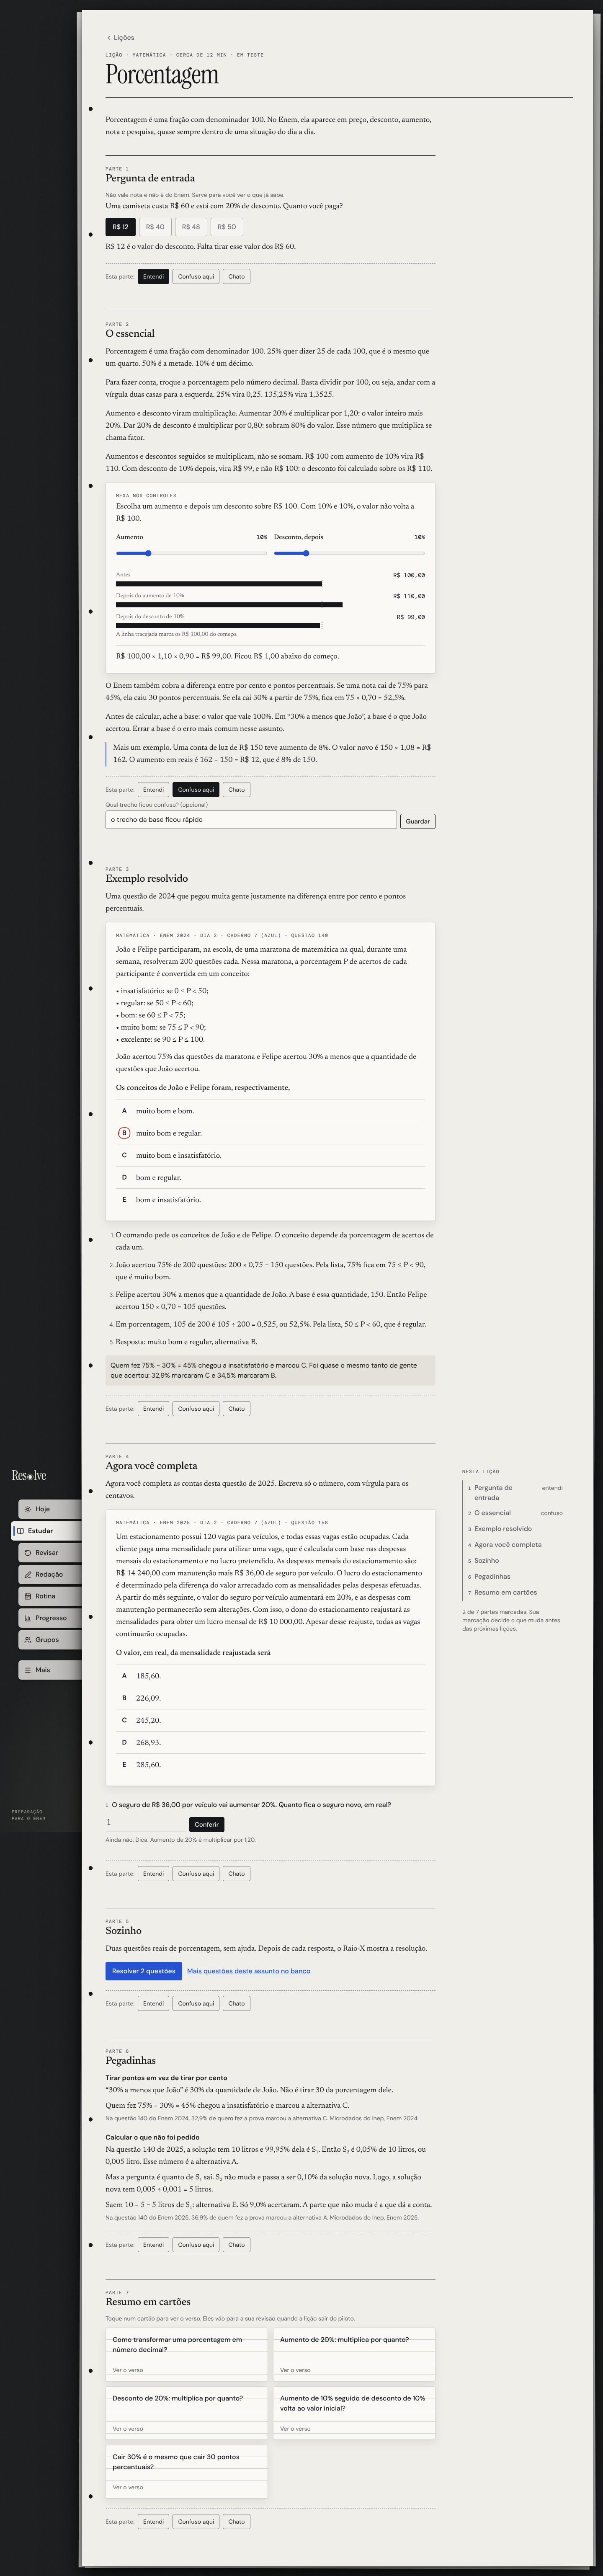 ‹ Lições
LIÇÃO · MATEMÁTICA · CERCA DE 12 MIN · EM TESTE
Porcentagem
Porcentagem é uma fração com denominador 100. No Enem, ela aparece em preço, desconto, aumento,
nota e pesquisa, quase sempre dentro de uma situação do dia a dia.
PARTE 1
Pergunta de entrada
Não vale nota e não é do Enem. Serve para você ver o que já sabe.
Uma camiseta custa R$ 60 e está com 20% de desconto. Quanto você paga?
R$ 12
R$ 40
R$ 48
R$ 50
R$ 12 é o valor do desconto. Falta tirar esse valor dos R$ 60.
Esta parte: Entendi Confuso aqui Chato
PARTE 2
O essencial
Porcentagem é uma fração com denominador 100. 25% quer dizer 25 de cada 100, que é o mesmo que
um quarto. 50% é a metade. 10% é um décimo.
Para fazer conta, troque a porcentagem pelo número decimal. Basta dividir por 100, ou seja, andar com a
vírgula duas casas para a esquerda. 25% vira 0,25. 135,25% vira 1,3525.
Aumento e desconto viram multiplicação. Aumentar 20% é multiplicar por 1,20: o valor inteiro mais
20%. Dar 20% de desconto é multiplicar por 0,80: sobram 80% do valor. Esse número que multiplica se
chama fator.
Aumentos e descontos seguidos se multiplicam, não se somam. R$ 100 com aumento de 10% vira R$
110. Com desconto de 10% depois, vira R$ 99, e não R$ 100: o desconto foi calculado sobre os R$ 110.
MEXA NOS CONTROLES
Escolha um aumento e depois um desconto sobre R$ 100. Com 10% e 10%, o valor não volta a
R$ 100.
Aumento 10%
Desconto, depois 10%
Antes R$ 100,00
Depois do aumento de 10% R$ 110,00
Depois do desconto de 10% R$ 99,00
A linha tracejada marca os R$ 100,00 do começo.
R$ 100,00 × 1,10 × 0,90 = R$ 99,00. Ficou R$ 1,00 abaixo do começo.
O Enem também cobra a diferença entre por cento e pontos percentuais. Se uma nota cai de 75% para
45%, ela caiu 30 pontos percentuais. Se ela cai 30% a partir de 75%, fica em 75 × 0,70 = 52,5%.
Antes de calcular, ache a base: o valor que vale 100%. Em “30% a menos que João”, a base é o que João
acertou. Errar a base é o erro mais comum nesse assunto.
Mais um exemplo. Uma conta de luz de R$ 150 teve aumento de 8%. O valor novo é 150 × 1,08 = R$
162. O aumento em reais é 162 − 150 = R$ 12, que é 8% de 150.
Esta parte: Entendi Confuso aqui Chato
Qual trecho ficou confuso? (opcional)
o trecho da base ficou rápido
Guardar
PARTE 3
Exemplo resolvido
Uma questão de 2024 que pegou muita gente justamente na diferença entre por cento e pontos
percentuais.
MATEMÁTICA · ENEM 2024 · DIA 2 · CADERNO 7 (AZUL) · QUESTÃO 140
João e Felipe participaram, na escola, de uma maratona de matemática na qual, durante uma
semana, resolveram 200 questões cada. Nessa maratona, a porcentagem P de acertos de cada
participante é convertida em um conceito:
• insatisfatório: se 0 ≤ P < 50;
• regular: se 50 ≤ P < 60;
• bom: se 60 ≤ P < 75;
• muito bom: se 75 ≤ P < 90;
• excelente: se 90 ≤ P ≤ 100.
João acertou 75% das questões da maratona e Felipe acertou 30% a menos que a quantidade de
questões que João acertou.
Os conceitos de João e Felipe foram, respectivamente,
A muito bom e bom.
B muito bom e regular.
C muito bom e insatisfatório.
D bom e regular.
E bom e insatisfatório.
1. O comando pede os conceitos de João e de Felipe. O conceito depende da porcentagem de acertos de
cada um.
2. João acertou 75% de 200 questões: 200 × 0,75 = 150 questões. Pela lista, 75% fica em 75 ≤ P < 90,
que é muito bom.
3. Felipe acertou 30% a menos que a quantidade de João. A base é essa quantidade, 150. Então Felipe
acertou 150 × 0,70 = 105 questões.
4. Em porcentagem, 105 de 200 é 105 ÷ 200 = 0,525, ou 52,5%. Pela lista, 50 ≤ P < 60, que é regular.
5. Resposta: muito bom e regular, alternativa B.
Quem fez 75% − 30% = 45% chegou a insatisfatório e marcou C. Foi quase o mesmo tanto de gente
que acertou: 32,9% marcaram C e 34,5% marcaram B.
Esta parte: Entendi Confuso aqui Chato
PARTE 4
Agora você completa
Agora você completa as contas desta questão de 2025. Escreva só o número, com vírgula para os
centavos.
MATEMÁTICA · ENEM 2025 · DIA 2 · CADERNO 7 (AZUL) · QUESTÃO 158
Um estacionamento possui 120 vagas para veículos, e todas essas vagas estão ocupadas. Cada
cliente paga uma mensalidade para utilizar uma vaga, que é calculada com base nas despesas
mensais do estacionamento e no lucro pretendido. As despesas mensais do estacionamento são:
R$ 14 240,00 com manutenção mais R$ 36,00 de seguro por veículo. O lucro do estacionamento
é determinado pela diferença do valor arrecadado com as mensalidades pelas despesas efetuadas.
A partir do mês seguinte, o valor do seguro por veículo aumentará em 20%, e as despesas com
manutenção permanecerão sem alterações. Com isso, o dono do estacionamento reajustará as
mensalidades para obter um lucro mensal de R$ 10 000,00. Apesar desse reajuste, todas as vagas
continuarão ocupadas.
O valor, em real, da mensalidade reajustada será
A 185,60.
B 226,09.
C 245,20.
D 268,93.
E 285,60.
1 O seguro de R$ 36,00 por veículo vai aumentar 20%. Quanto fica o seguro novo, em real?
1
Conferir
Ainda não. Dica: Aumento de 20% é multiplicar por 1,20.
Esta parte: Entendi Confuso aqui Chato
PARTE 5
Sozinho
Duas questões reais de porcentagem, sem ajuda. Depois de cada resposta, o Raio-X mostra a resolução.
Resolver 2 questões
Mais questões deste assunto no banco
Esta parte: Entendi Confuso aqui Chato
PARTE 6
Pegadinhas
Tirar pontos em vez de tirar por cento
“30% a menos que João” é 30% da quantidade de João. Não é tirar 30 da porcentagem dele.
Quem fez 75% − 30% = 45% chegou a insatisfatório e marcou a alternativa C.
Na questão 140 do Enem 2024, 32,9% de quem fez a prova marcou a alternativa C. Microdados do Inep, Enem 2024.
Calcular o que não foi pedido
Na questão 140 de 2025, a solução tem 10 litros e 99,95% dela é S₁. Então S₂ é 0,05% de 10 litros, ou
0,005 litro. Esse número é a alternativa A.
Mas a pergunta é quanto de S₁ sai. S₂ não muda e passa a ser 0,10% da solução nova. Logo, a solução
nova tem 0,005 ÷ 0,001 = 5 litros.
Saem 10 − 5 = 5 litros de S₁: alternativa E. Só 9,0% acertaram. A parte que não muda é a que dá a conta.
Na questão 140 do Enem 2025, 36,9% de quem fez a prova marcou a alternativa A. Microdados do Inep, Enem 2025.
Esta parte: Entendi Confuso aqui Chato
PARTE 7
Resumo em cartões
Toque num cartão para ver o verso. Eles vão para a sua revisão quando a lição sair do piloto.
Como transformar uma porcentagem em
número decimal?
Ver o verso
Aumento de 20%: multiplica por quanto?
Ver o verso
Desconto de 20%: multiplica por quanto?
Ver o verso
Aumento de 10% seguido de desconto de 10%
volta ao valor inicial?
Ver o verso
Cair 30% é o mesmo que cair 30 pontos
percentuais?
Ver o verso
Esta parte: Entendi Confuso aqui Chato
Resolve
Hoje
Estudar
Revisar
Redação
Rotina
Progresso
Grupos
Mais
PREPARAÇÃO
PARA O ENEM
NESTA LIÇÃO
1 Pergunta de
entrada
entendi
2 O essencial confuso
3 Exemplo resolvido
4 Agora você completa
5 Sozinho
6 Pegadinhas
7 Resumo em cartões
2 de 7 partes marcadas. Sua
marcação decide o que muda antes
das próximas lições.